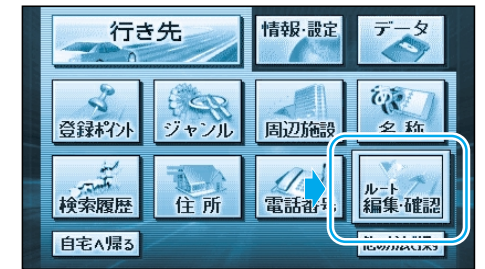 行き先 情報・設定 データ
登録ポイント ジャンル 周辺施設 名称
検索履歴 住所 電話番号 ルート
編集・確認
自宅へ帰る